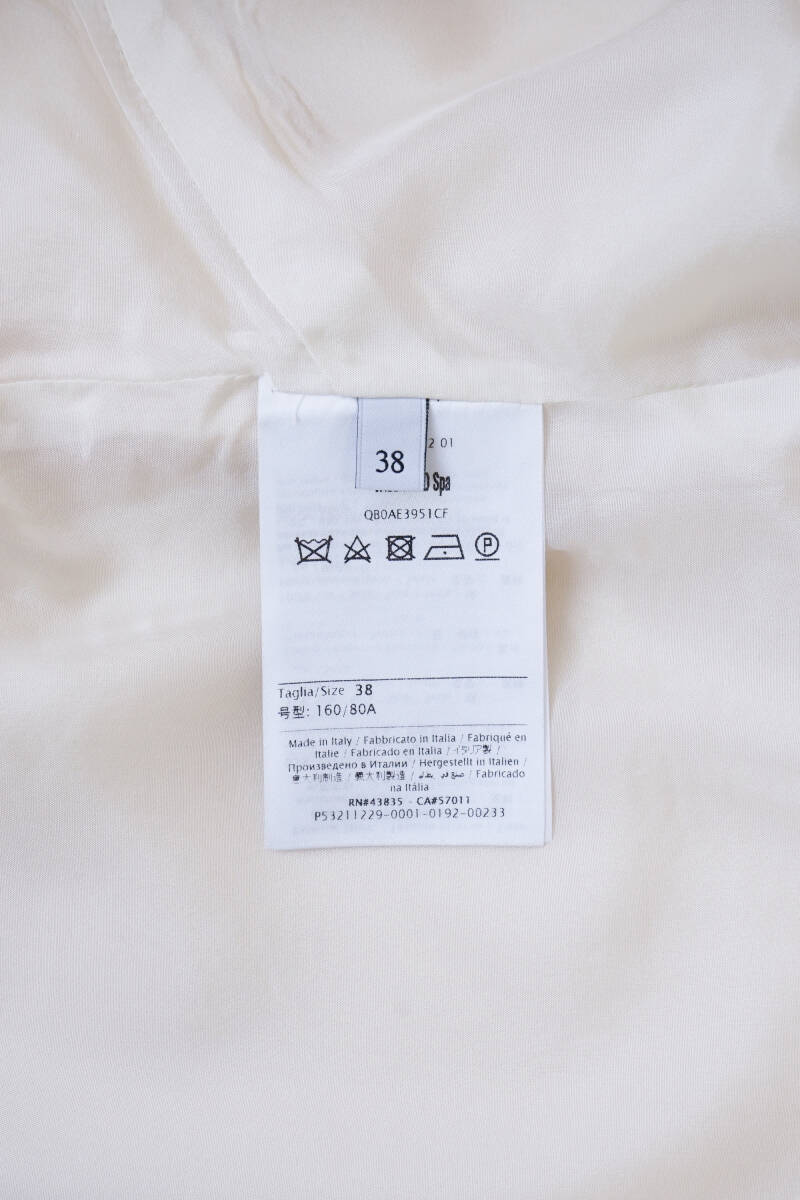 38
2 01
Spa
QB0AE3951CF
P
Taglia/Size 38
号型: 160/80A
Made in Italy / Fabbricato in Italia / Fabriqué en
Italie / Fabricado en Italia / イタリア製 /
Произведено в Италии / Hergestellt in Italien /
意大利制造 / 義大利製造 / صنع في إيطاليا / Fabricado
na Itália
RN#43835 - CA#57011
P53211229-0001-0192-00233